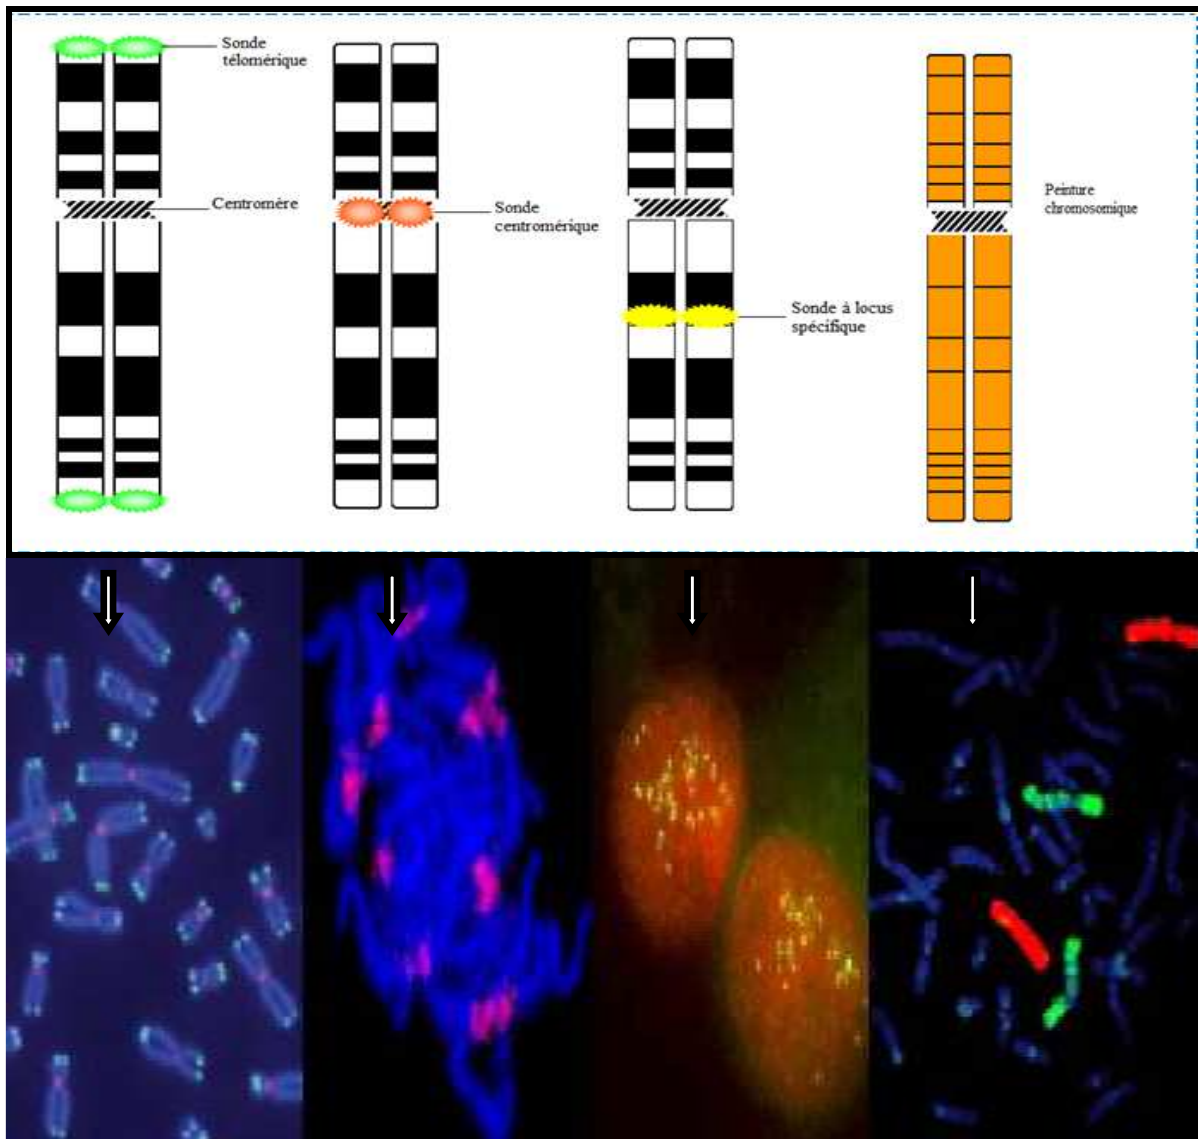 Sonde
télomérique
Centromère
Sonde
centromérique
Sonde à locus
spécifique
Peinture
chromosomique